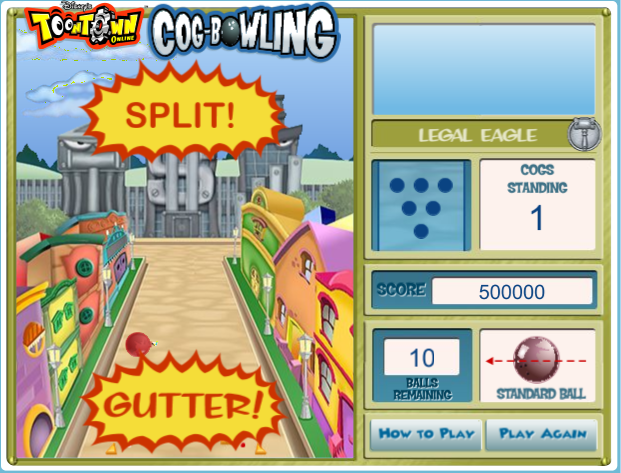 Disney's
TOONTOWN
ONLINE
COG-BOWLING
SPLIT!
LEGAL EAGLE
COGS
STANDING
1
SCORE
500000
10
BALLS
REMAINING
STANDARD BALL
GUTTER!
HOW TO PLAY
PLAY AGAIN